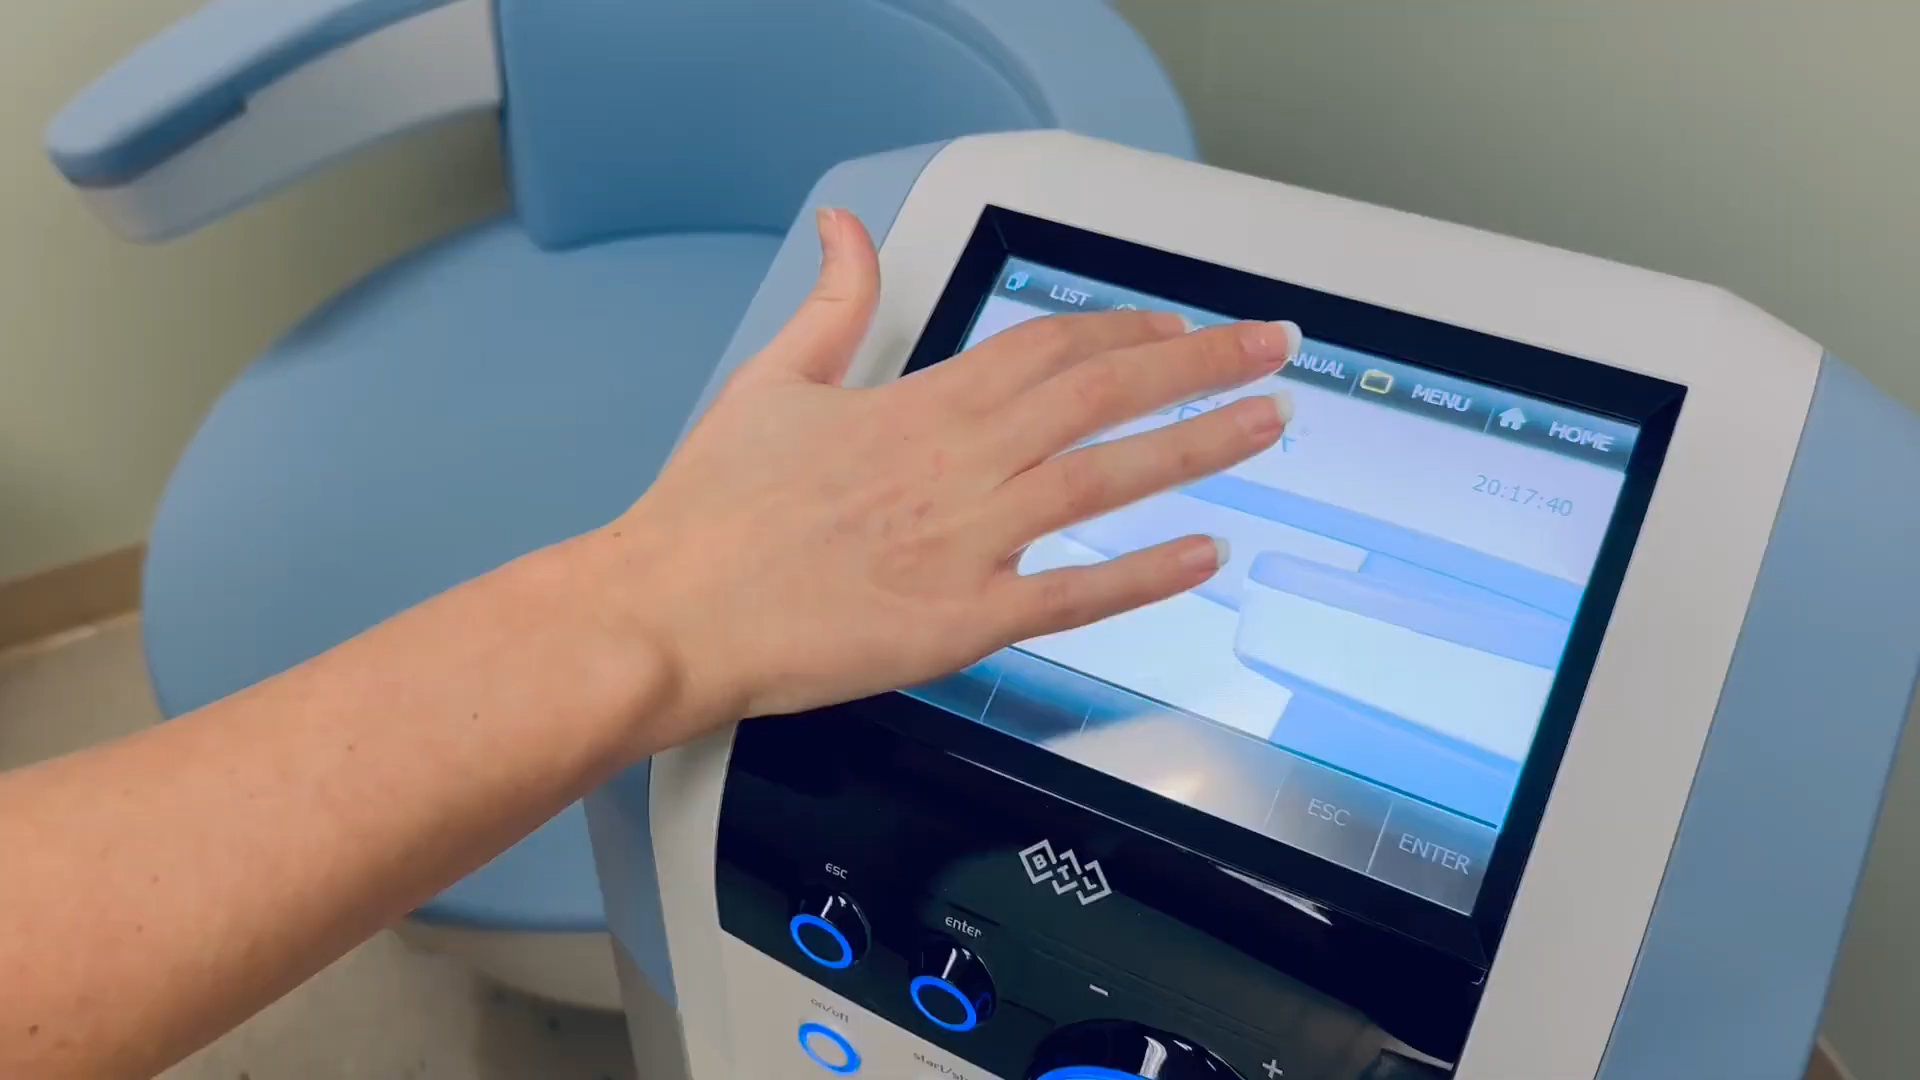 LIST
ANUAL
MENU
HOME
20:17:40
ESC
ENTER
BTL
esc
enter
−
on/off
+